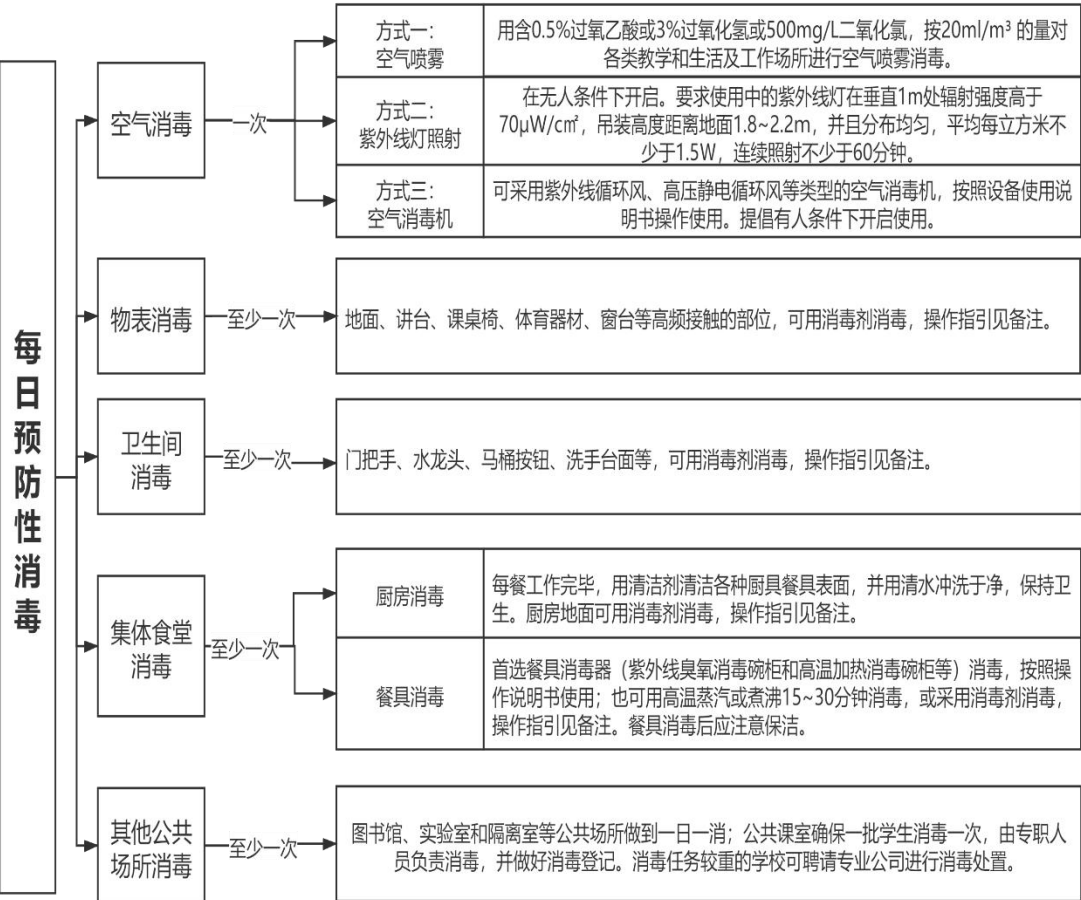 每日预防性消毒
空气消毒
一次
方式一：
空气喷雾
用含0.5%过氧乙酸或3%过氧化氢或500mg/L二氧化氯，按20ml/m³ 的量对
各类教学和生活及工作场所进行空气喷雾消毒。
方式二：
紫外线灯照射
在无人条件下开启。要求使用中的紫外线灯在垂直1m处辐射强度高于
70μW/c㎡，吊装高度距离地面1.8~2.2m，并且分布均匀，平均每立方米不
少于1.5W，连续照射不少于60分钟。
方式三：
空气消毒机
可采用紫外线循环风、高压静电循环风等类型的空气消毒机，按照设备使用说
明书操作使用。提倡有人条件下开启使用。
物表消毒
至少一次
地面、讲台、课桌椅、体育器材、窗台等高频接触的部位，可用消毒剂消毒，操作指引见备注。
卫生间
消毒
至少一次
门把手、水龙头、马桶按钮、洗手台面等，可用消毒剂消毒，操作指引见备注。
集体食堂
消毒
至少一次
厨房消毒
每餐工作完毕，用清洁剂清洁各种厨具餐具表面，并用清水冲洗于净，保持卫
生。厨房地面可用消毒剂消毒，操作指引见备注。
餐具消毒
首选餐具消毒器（紫外线臭氧消毒碗柜和高温加热消毒碗柜等）消毒，按照操
作说明书使用；也可用高温蒸汽或煮沸15~30分钟消毒，或采用消毒剂消毒，
操作指引见备注。餐具消毒后应注意保洁。
其他公共
场所消毒
至少一次
图书馆、实验室和隔离室等公共场所做到一日一消；公共课室确保一批学生消毒一次，由专职人
员负责消毒，并做好消毒登记。消毒任务较重的学校可聘请专业公司进行消毒处置。